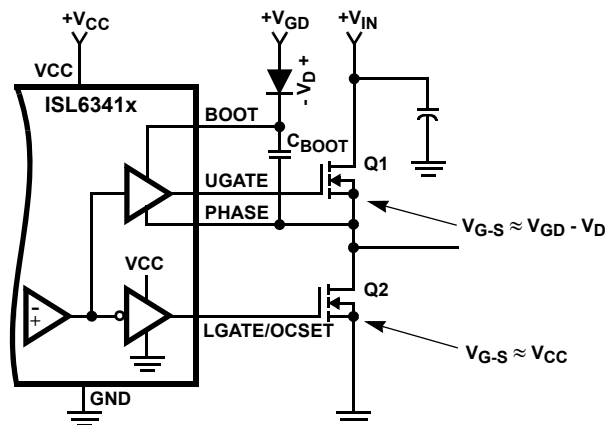 +VCC
+VGD
+VIN
VCC
ISL6341x
- VD +
BOOT
CBOOT
UGATE
Q1
PHASE
VG-S ≈ VGD - VD
VCC
Q2
-
+
LGATE/OCSET
VG-S ≈ VCC
GND